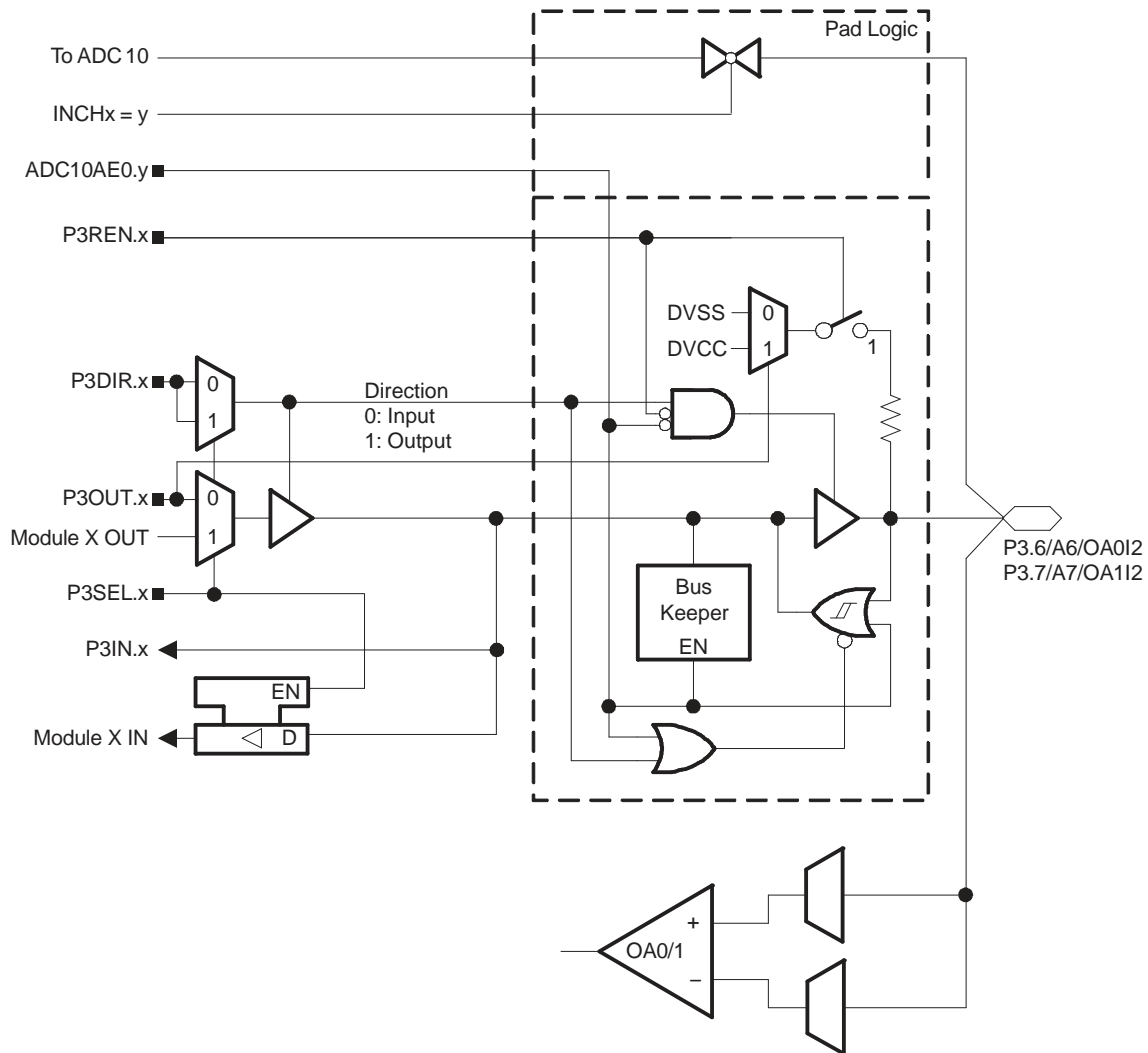 Pad Logic
To ADC 10
INCHx = y
ADC10AE0.y
P3REN.x
DVSS
0
DVCC
1
1
P3DIR.x
0
1
Direction
0: Input
1: Output
P3OUT.x
0
Module X OUT
1
P3SEL.x
P3.6/A6/OA0I2
P3.7/A7/OA1I2
Bus
Keeper
EN
P3IN.x
EN
Module X IN
D
+
OA0/1
−